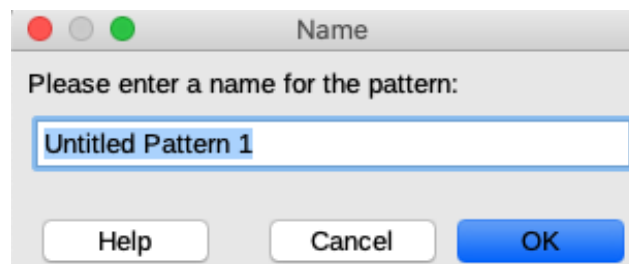 Name
Please enter a name for the pattern:
Untitled Pattern 1
Help Cancel OK